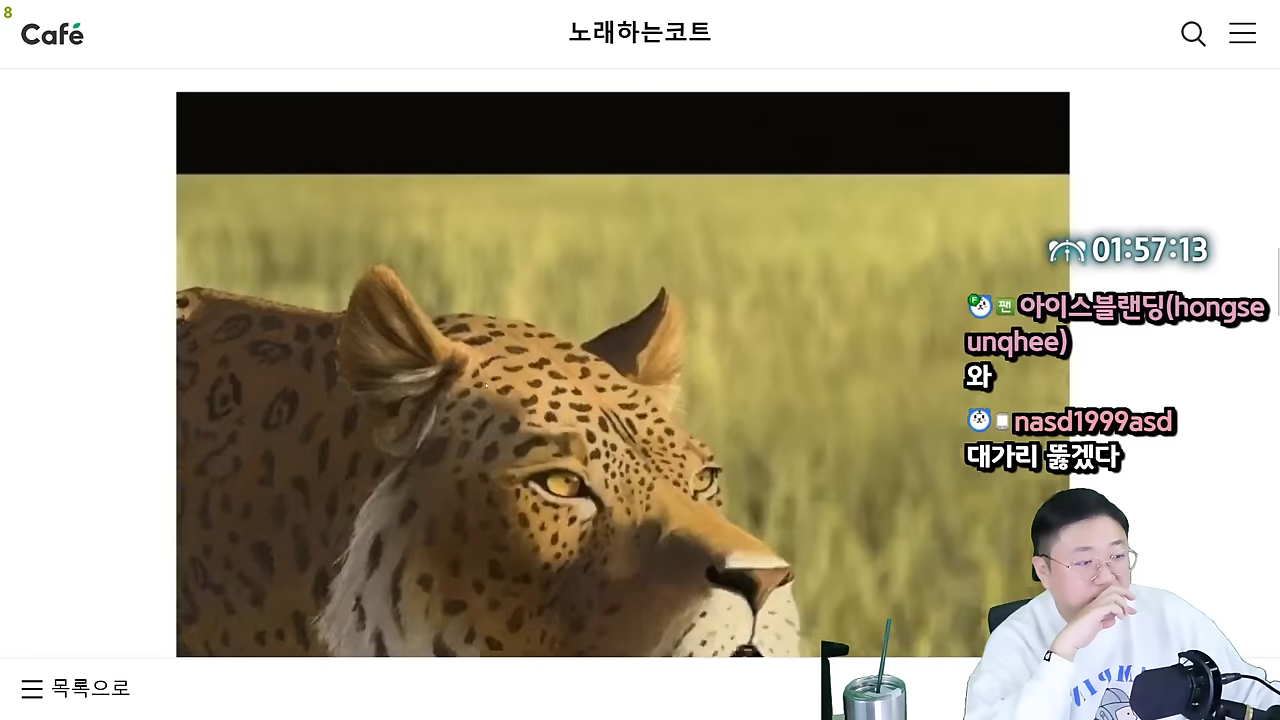 8
Café
노래하는코트
01:57:13
F 팬 아이스블랜딩(hongse
unqhee)
와
nasd1999asd
대가리 뚫겠다
목록으로